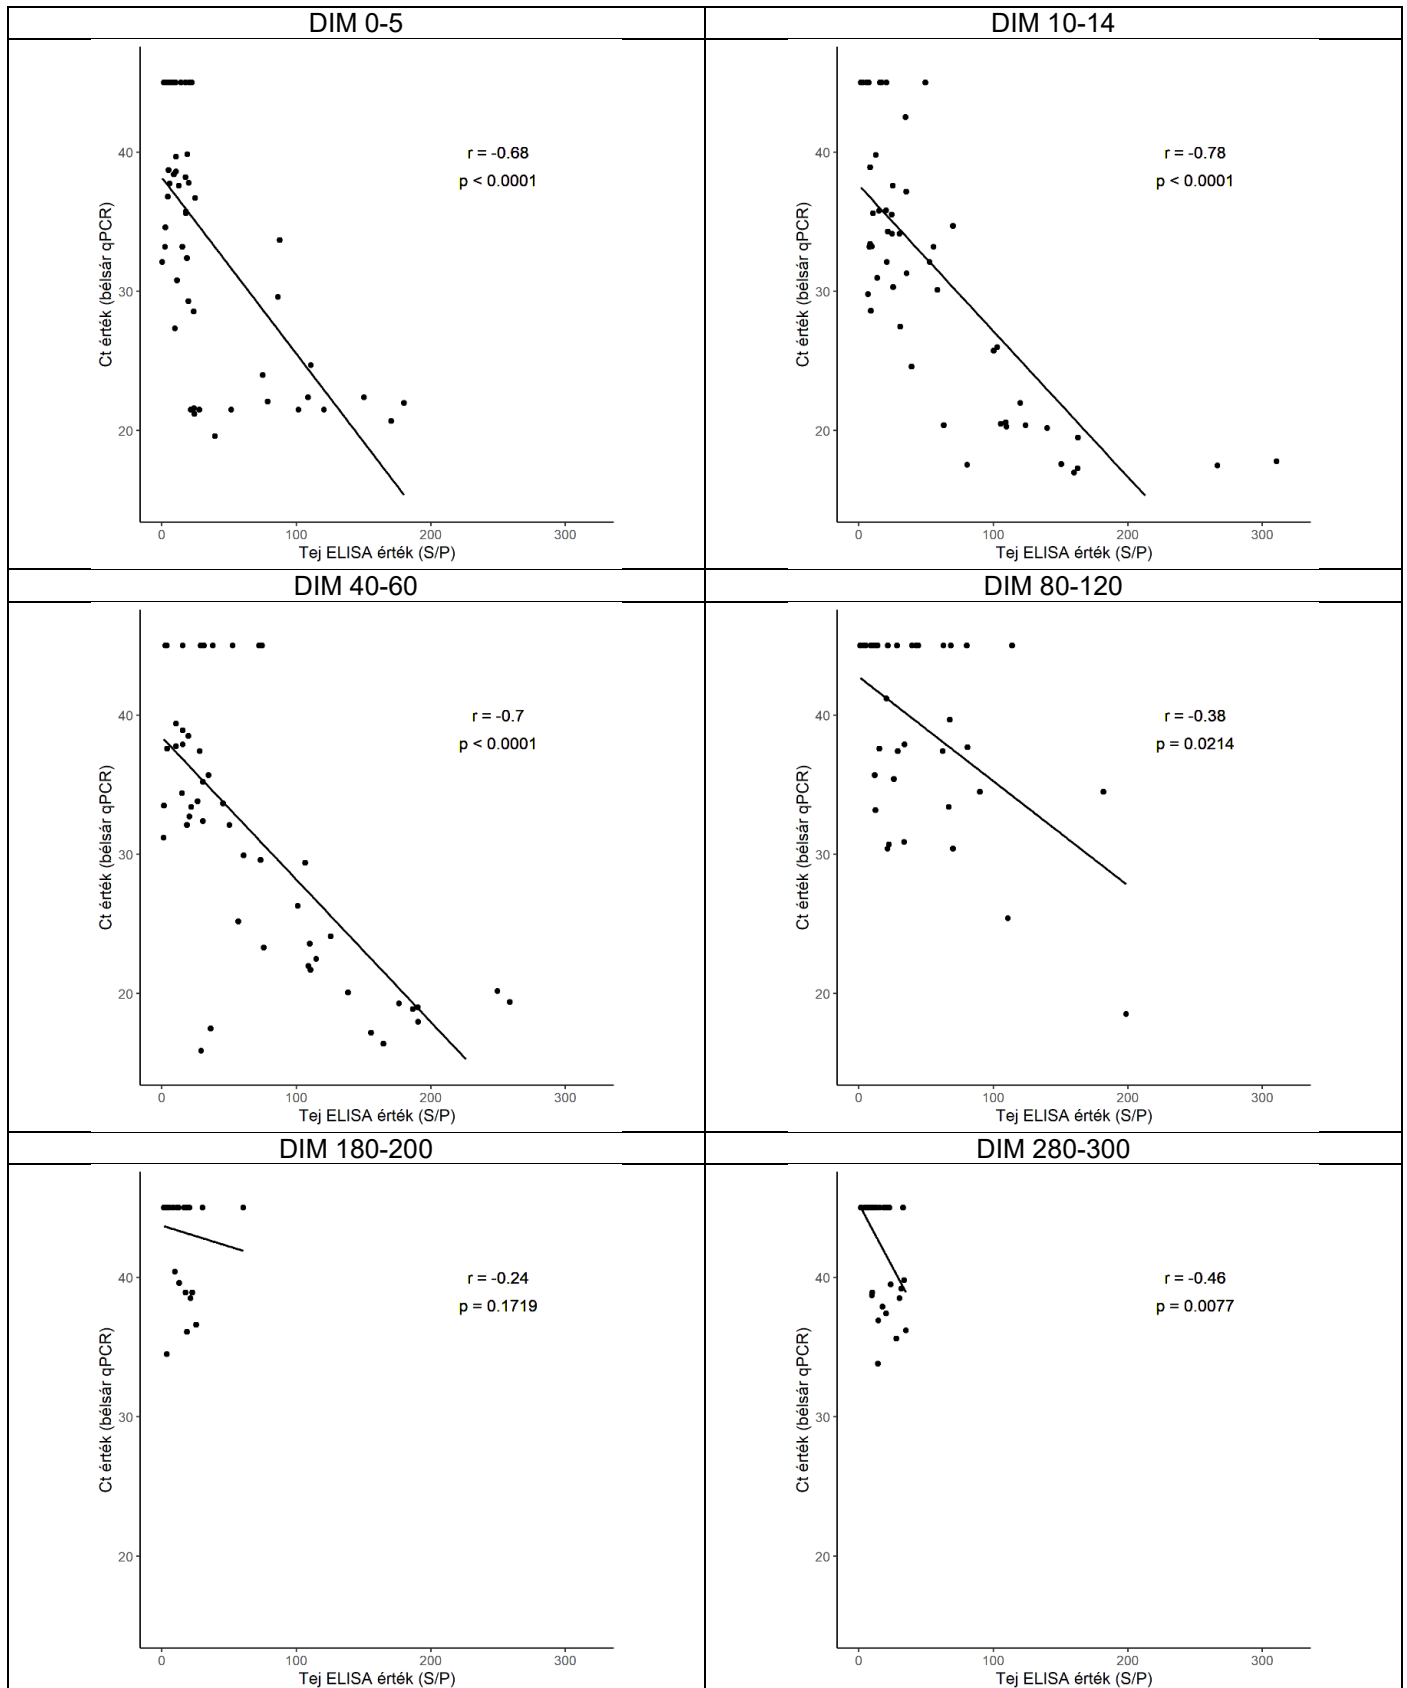 DIM 0-5
DIM 10-14
40
30
20
0
100
200
300
r = -0.68
p < 0.0001
Ct érték (bélsár qPCR)
Tej ELISA érték (S/P)
40
30
20
0
100
200
300
r = -0.78
p < 0.0001
Ct érték (bélsár qPCR)
Tej ELISA érték (S/P)
DIM 40-60
DIM 80-120
40
30
20
0
100
200
300
r = -0.7
p < 0.0001
Ct érték (bélsár qPCR)
Tej ELISA érték (S/P)
40
30
20
0
100
200
300
r = -0.38
p = 0.0214
Ct érték (bélsár qPCR)
Tej ELISA érték (S/P)
DIM 180-200
DIM 280-300
40
30
20
0
100
200
300
r = -0.24
p = 0.1719
Ct érték (bélsár qPCR)
Tej ELISA érték (S/P)
40
30
20
0
100
200
300
r = -0.46
p = 0.0077
Ct érték (bélsár qPCR)
Tej ELISA érték (S/P)